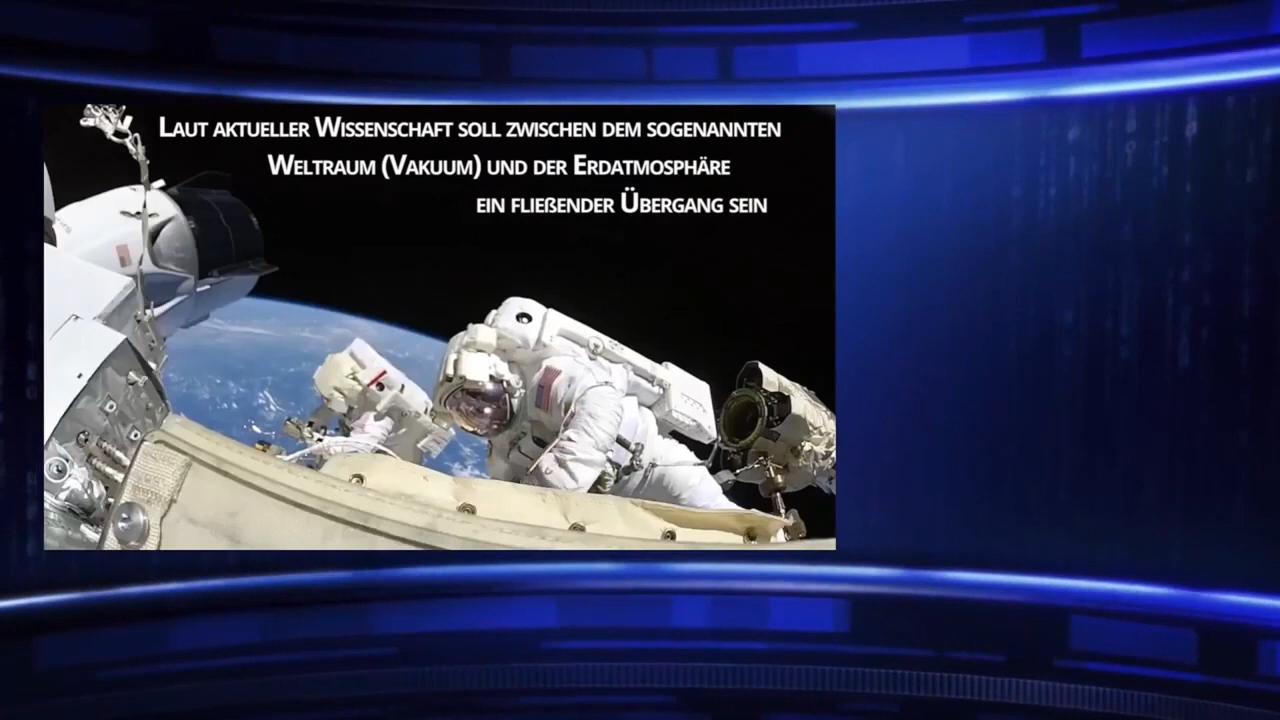 Laut aktueller Wissenschaft soll zwischen dem sogenannten
Weltraum (Vakuum) und der Erdatmosphäre
ein fließender Übergang sein